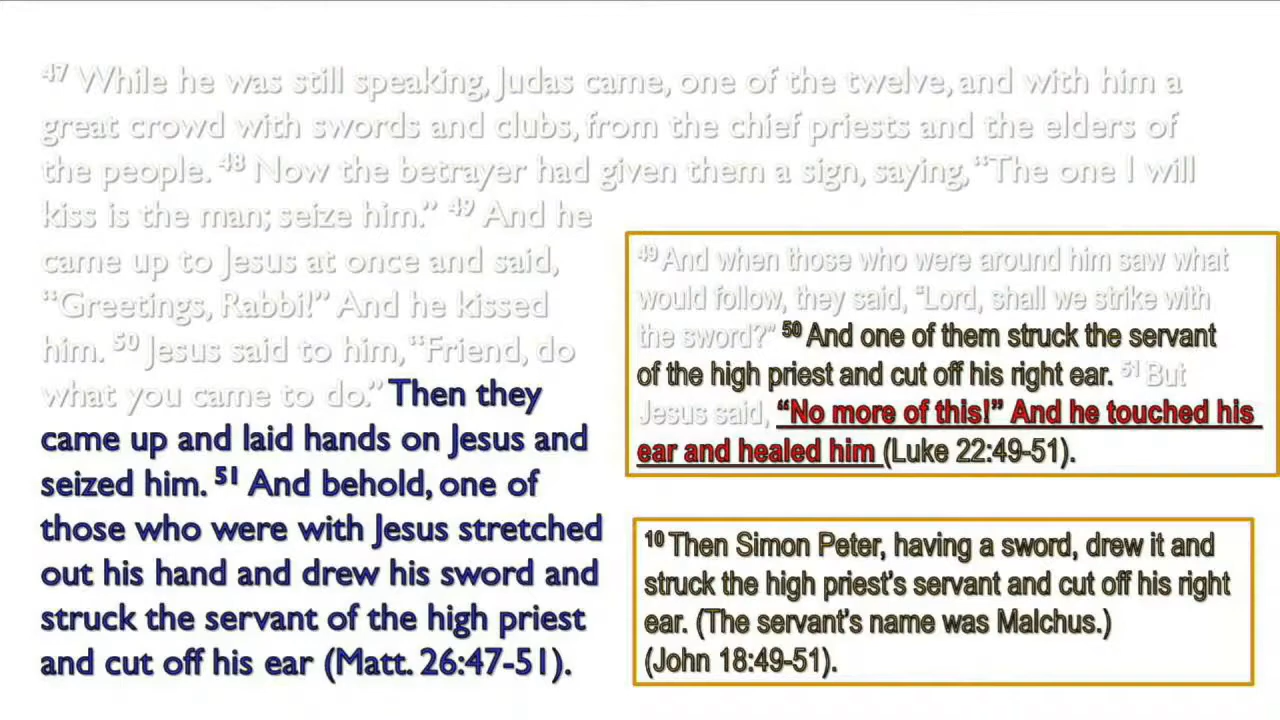 47 While he was still speaking, Judas came, one of the twelve, and with him a
great crowd with swords and clubs, from the chief priests and the elders of
the people. 48 Now the betrayer had given them a sign, saying, “The one I will
kiss is the man; seize him.” 49 And he
came up to Jesus at once and said,
“Greetings, Rabbi!” And he kissed
him. 50 Jesus said to him, “Friend, do
what you came to do.” Then they
came up and laid hands on Jesus and
seized him. 51 And behold, one of
those who were with Jesus stretched
out his hand and drew his sword and
struck the servant of the high priest
and cut off his ear (Matt. 26:47-51).
49 And when those who were around him saw what
would follow, they said, “Lord, shall we strike with
the sword?” 50 And one of them struck the servant
of the high priest and cut off his right ear. 51 But
Jesus said, “No more of this!” And he touched his
ear and healed him (Luke 22:49-51).
10 Then Simon Peter, having a sword, drew it and
struck the high priest’s servant and cut off his right
ear. (The servant’s name was Malchus.)
(John 18:49-51).